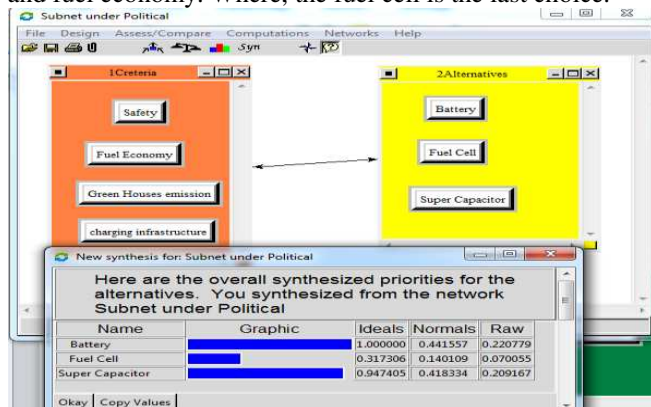 and fuel economy. Where, the fuel cell is the last choice.
Subnet under Political
File Design Assess/Compare Computations Networks Help
Syn
1Creteria
2Alternatives
Safety
Fuel Economy
Green Houses emission
charging infrastructure
Battery
Fuel Cell
Super Capacitor
New synthesis for: Subnet under Political
Here are the overall synthesized priorities for the
alternatives. You synthesized from the network
Subnet under Political
Name Graphic Ideals Normals Raw
Battery 1.000000 0.441557 0.220779
Fuel Cell 0.317306 0.140109 0.070055
Super Capacitor 0.947405 0.418334 0.209167
Okay Copy Values